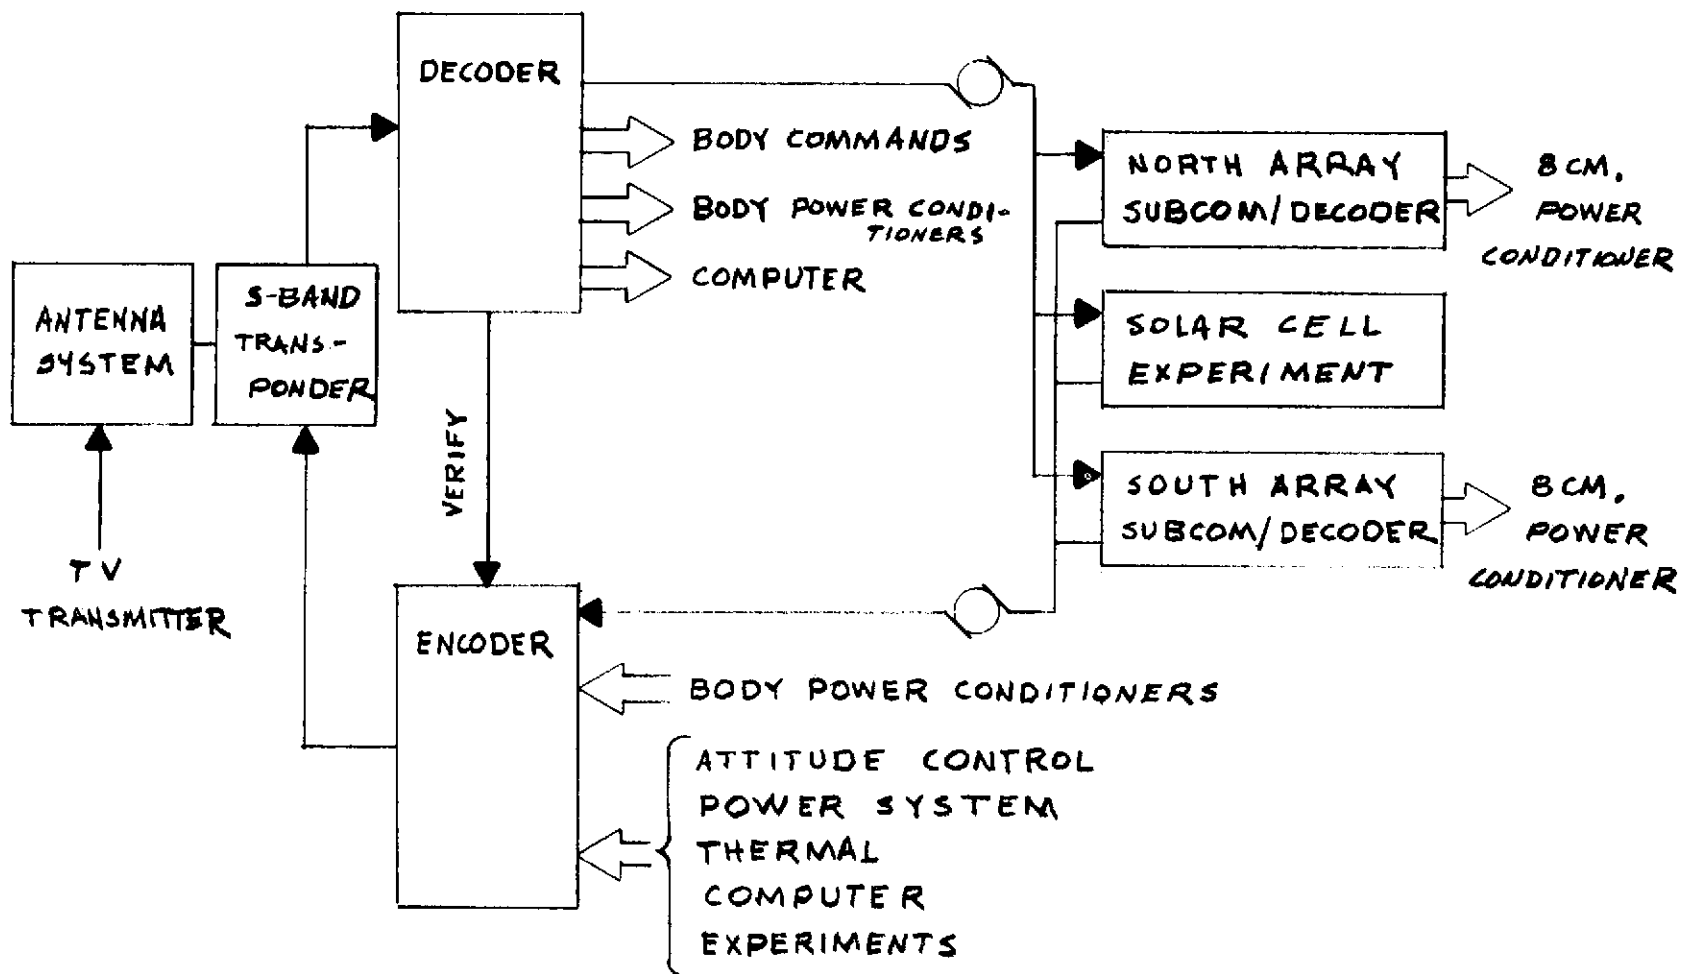 DECODER
BODY COMMANDS
BODY POWER CONDI-
TIONERS
COMPUTER
NORTH ARRAY
SUBCOM/DECODER
8 CM.
POWER
CONDITIONER
ANTENNA
SYSTEM
S-BAND
TRANS-
PONDER
SOLAR CELL
EXPERIMENT
VERIFY
SOUTH ARRAY
SUBCOM/DECODER
8 CM.
POWER
CONDITIONER
TV
TRANSMITTER
ENCODER
BODY POWER CONDITIONERS
ATTITUDE CONTROL
POWER SYSTEM
THERMAL
COMPUTER
EXPERIMENTS